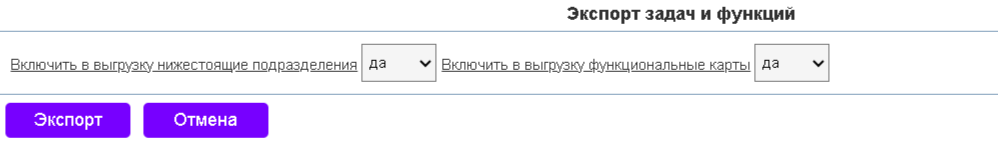 Экспорт задач и функций
Включить в выгрузку нижестоящие подразделения да Включить в выгрузку функциональные карты да
Экспорт Отмена